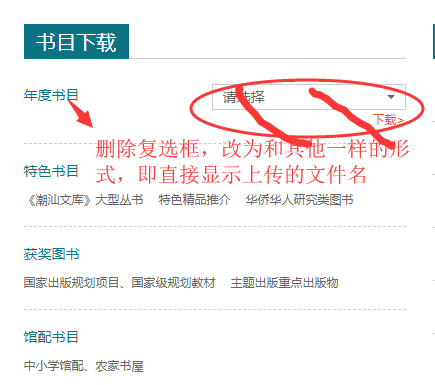 书目下载
年度书目
请选择
下载>
删除复选框，改为和其他一样的形
式，即直接显示上传的文件名
特色书目
《潮汕文库》大型丛书 特色精品推介 华侨华人研究类图书
获奖图书
国家出版规划项目、国家级规划教材 主题出版重点出版物
馆配书目
中小学馆配、农家书屋